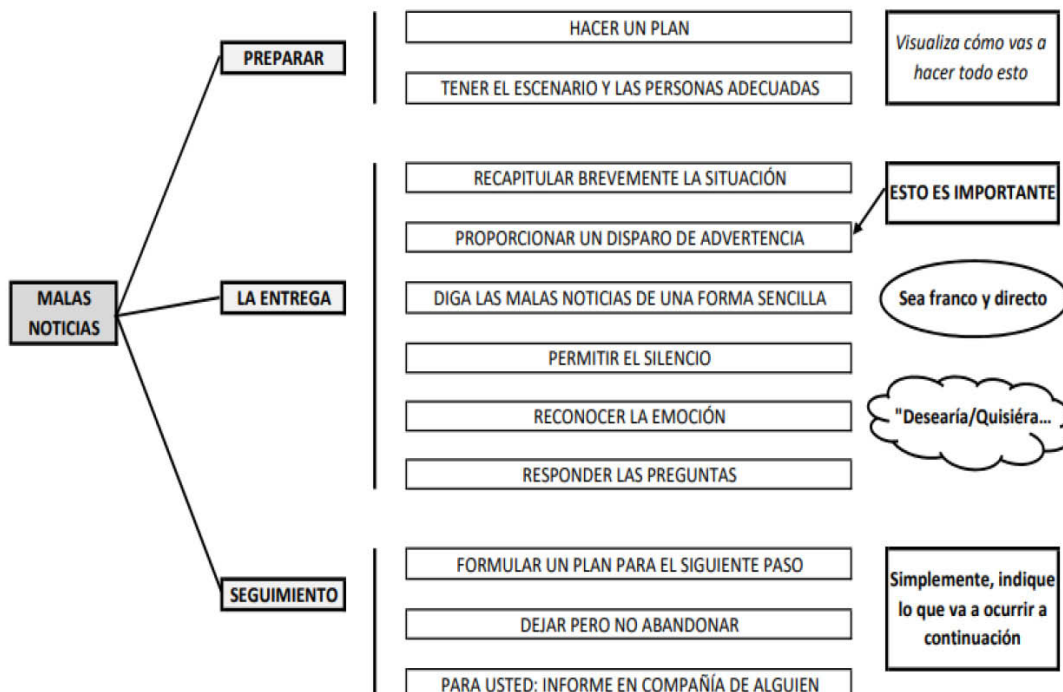 MALAS
NOTICIAS
PREPARAR
HACER UN PLAN
TENER EL ESCENARIO Y LAS PERSONAS ADECUADAS
Visualiza cómo vas a
hacer todo esto
LA ENTREGA
RECAPITULAR BREVEMENTE LA SITUACIÓN
PROPORCIONAR UN DISPARO DE ADVERTENCIA
ESTO ES IMPORTANTE
DIGA LAS MALAS NOTICIAS DE UNA FORMA SENCILLA
Sea franco y directo
PERMITIR EL SILENCIO
RECONOCER LA EMOCIÓN
"Desearía/Quisiéra...
RESPONDER LAS PREGUNTAS
SEGUIMIENTO
FORMULAR UN PLAN PARA EL SIGUIENTE PASO
DEJAR PERO NO ABANDONAR
PARA USTED: INFORME EN COMPAÑÍA DE ALGUIEN
Simplemente, indique
lo que va a ocurrir a
continuación